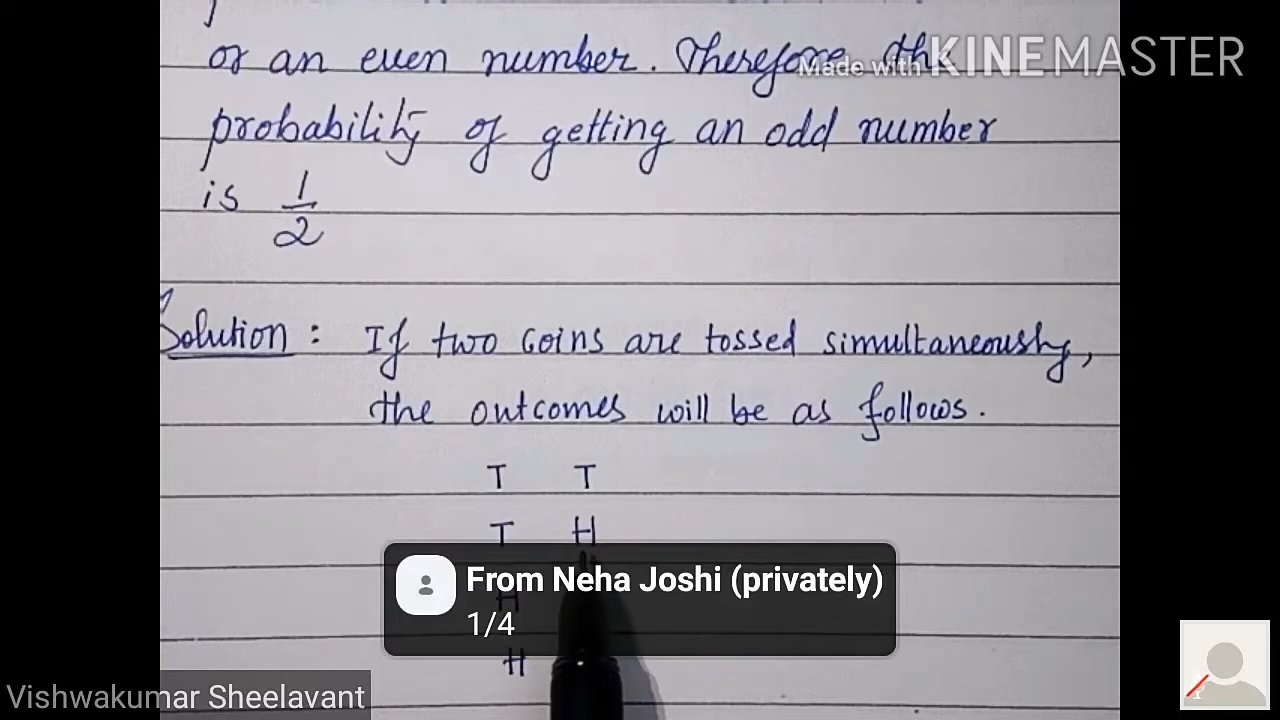 or an even number. Therefore the
Made with KINEMASTER
probability of getting an odd number
is 1/2
Solution : If two coins are tossed simultaneously,
the outcomes will be as follows.
T T
T H
From Neha Joshi (privately)
H
1/4
H
Vishwakumar Sheelavant